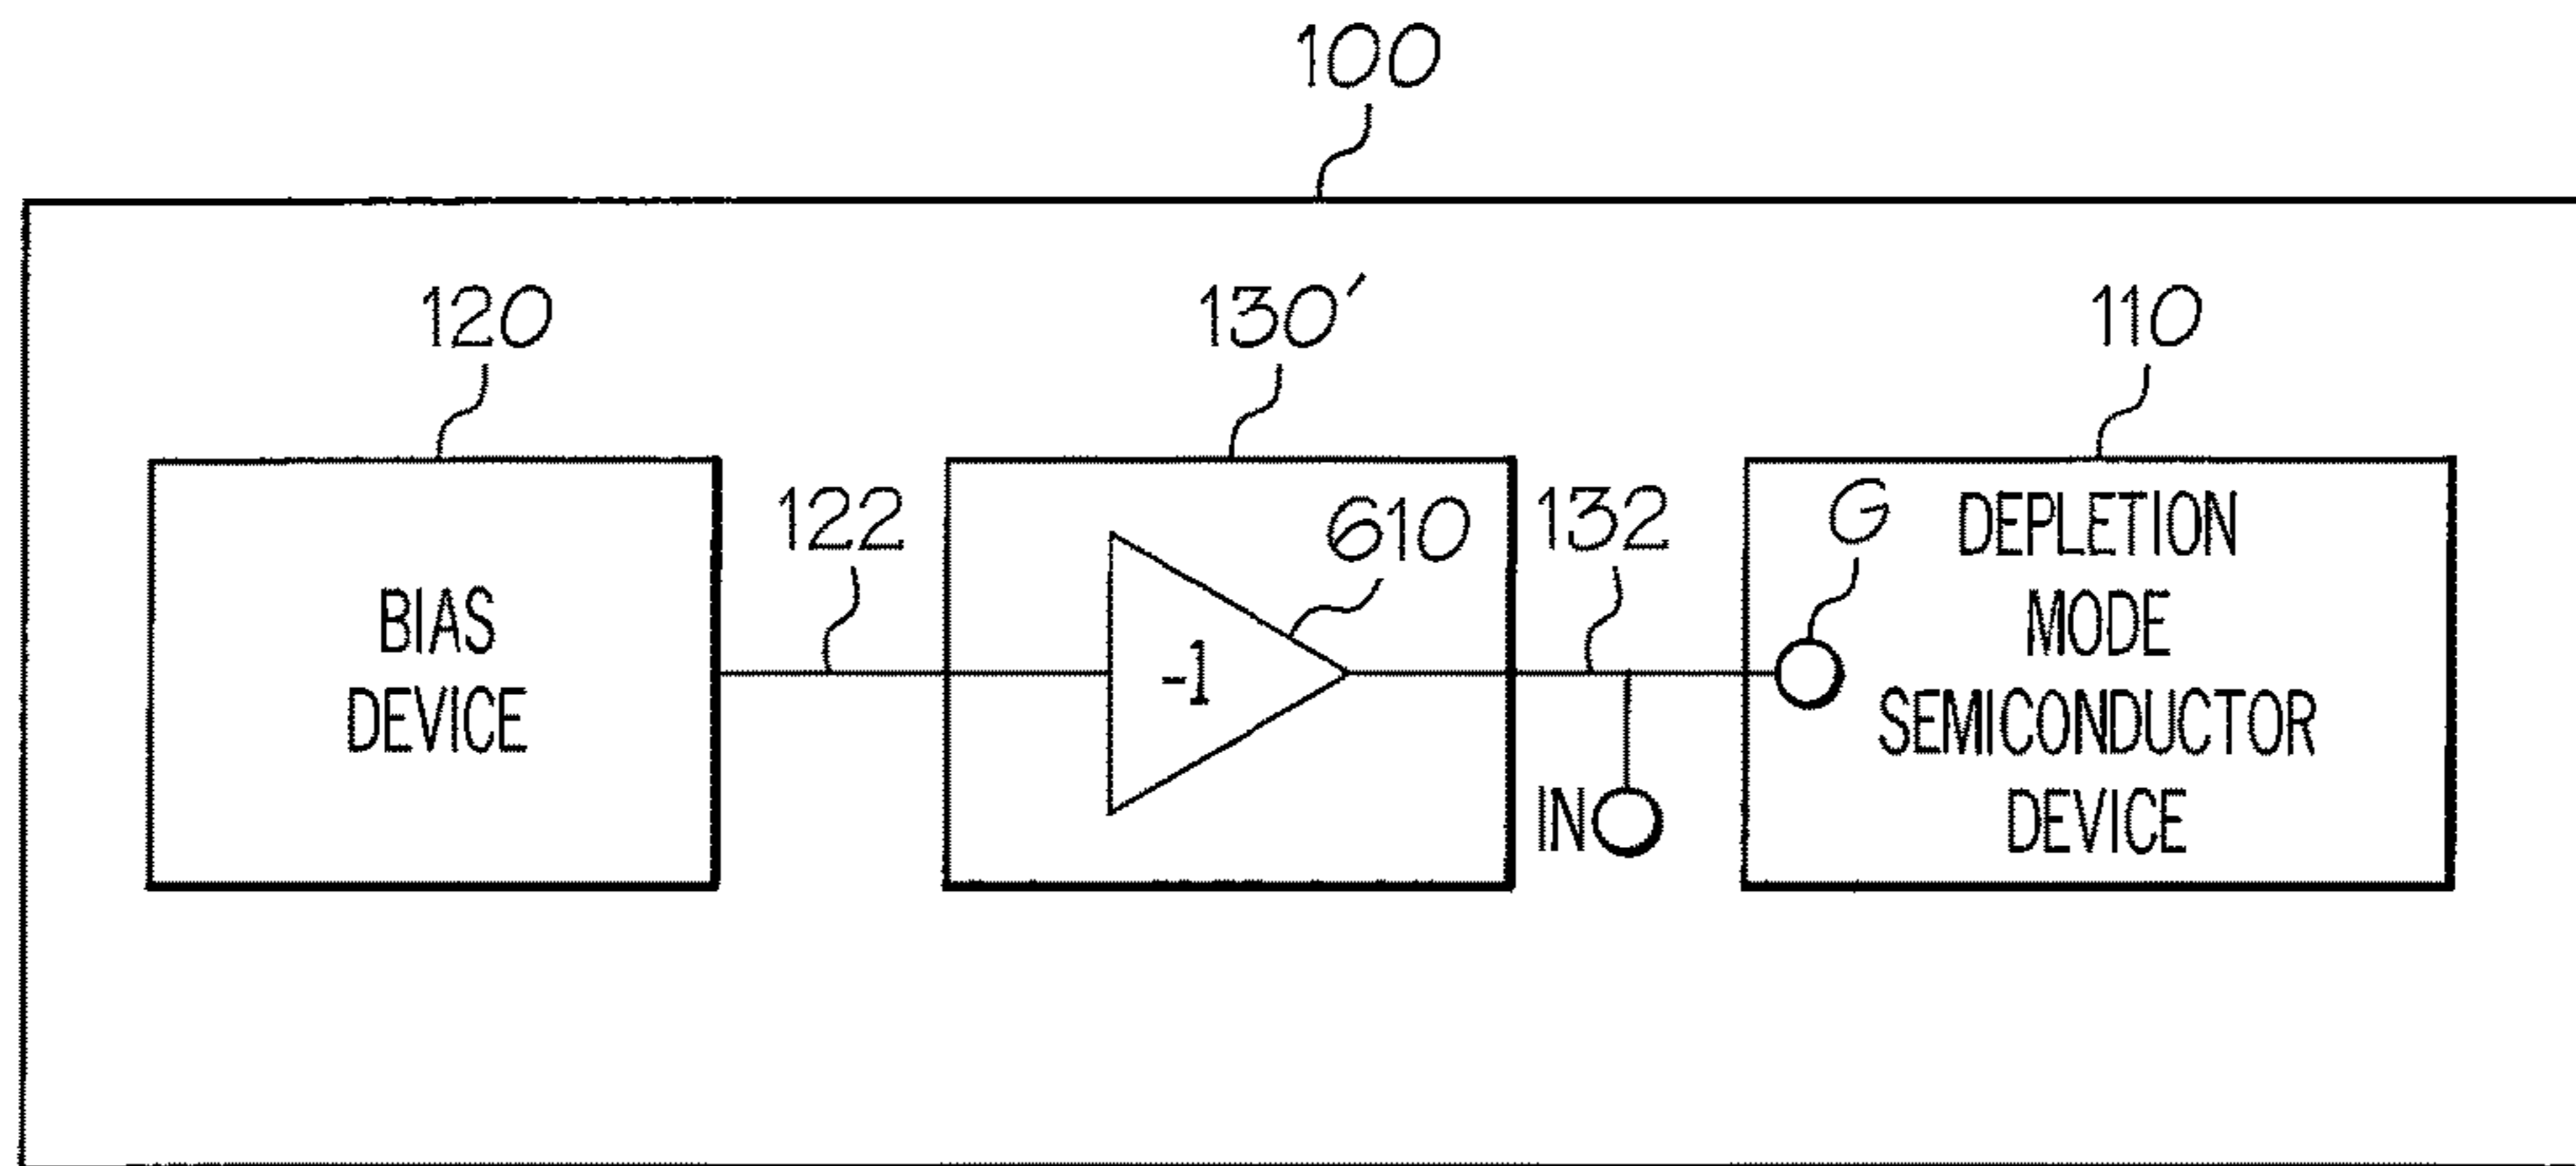 100
120
130′
110
122
610
132
G
-1
IN
BIAS
DEVICE
DEPLETION
MODE
SEMICONDUCTOR
DEVICE